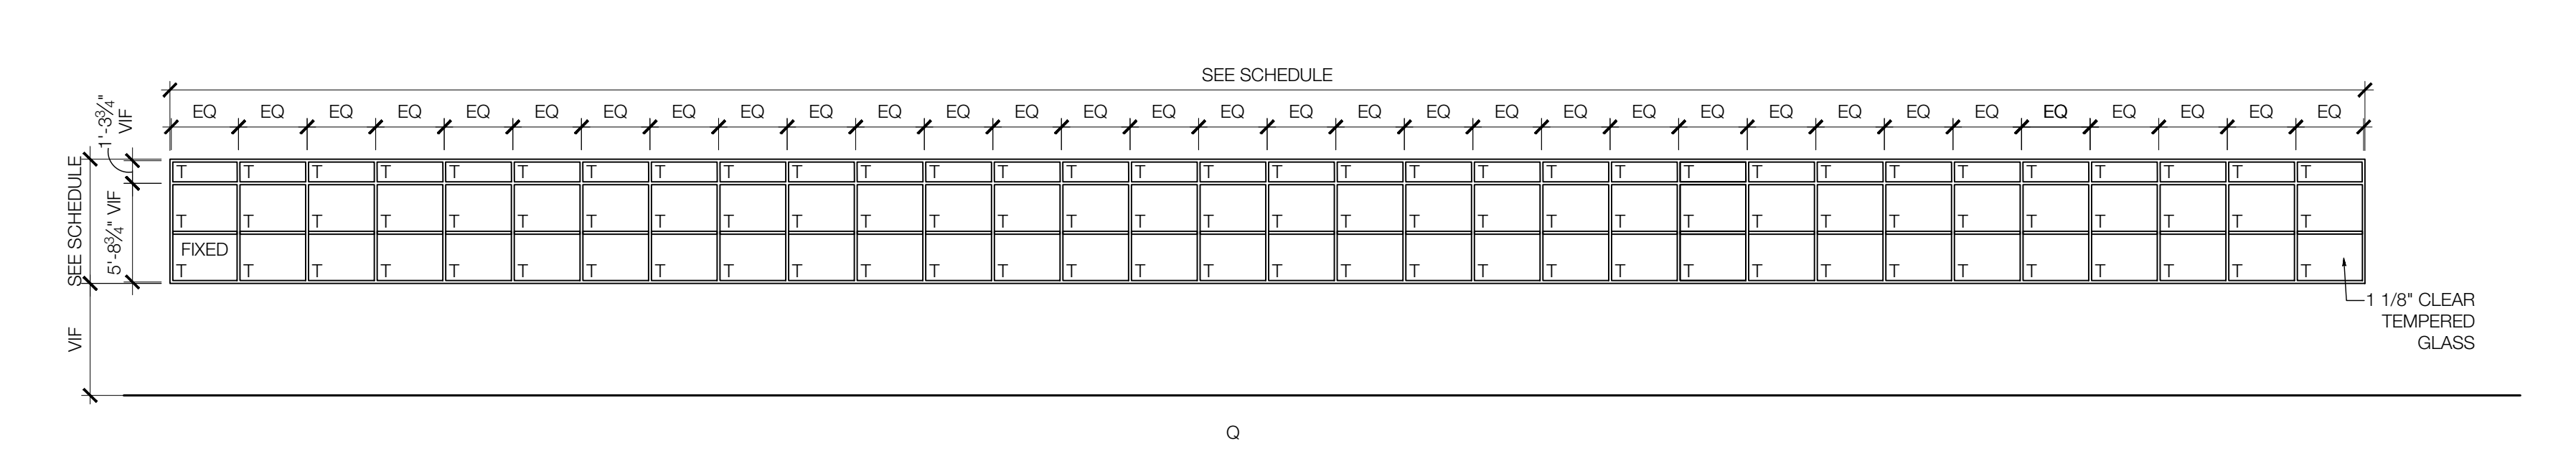 SEE SCHEDULE
EQ EQ EQ EQ EQ EQ EQ EQ EQ EQ EQ EQ EQ EQ EQ EQ EQ EQ EQ EQ EQ EQ EQ EQ EQ EQ EQ EQ EQ EQ EQ EQ
1'-3¾"
VIF
SEE SCHEDULE
5'-8¾" VIF
T T T T T T T T T T T T T T T T T T T T T T T T T T T T T T T T
T T T T T T T T T T T T T T T T T T T T T T T T T T T T T T T T
FIXED
T T T T T T T T T T T T T T T T T T T T T T T T T T T T T T T T
1 1/8" CLEAR
TEMPERED
GLASS
VIF
Q